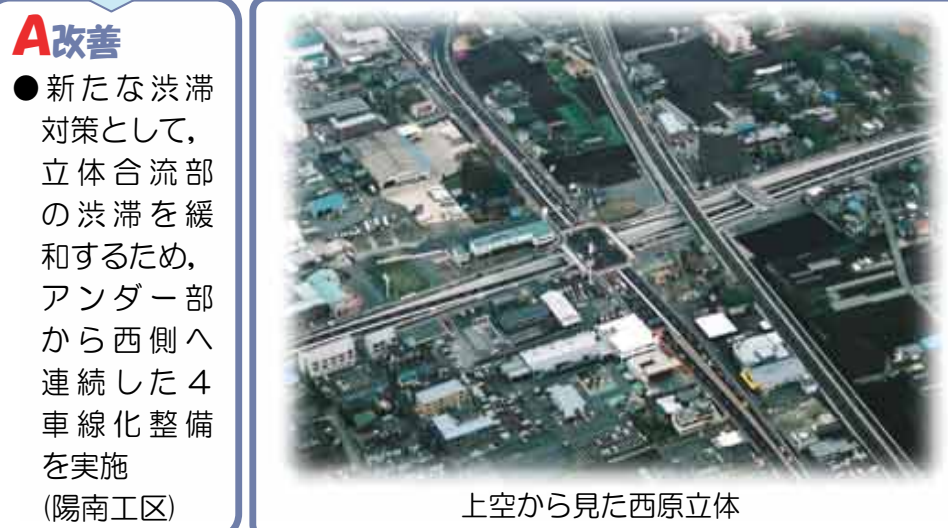 A改善
●新たな渋滞
対策として,
立体合流部
の渋滞を緩
和するため,
アンダー部
から西側へ
連続した4
車線化整備
を実施
(陽南工区)
上空から見た西原立体